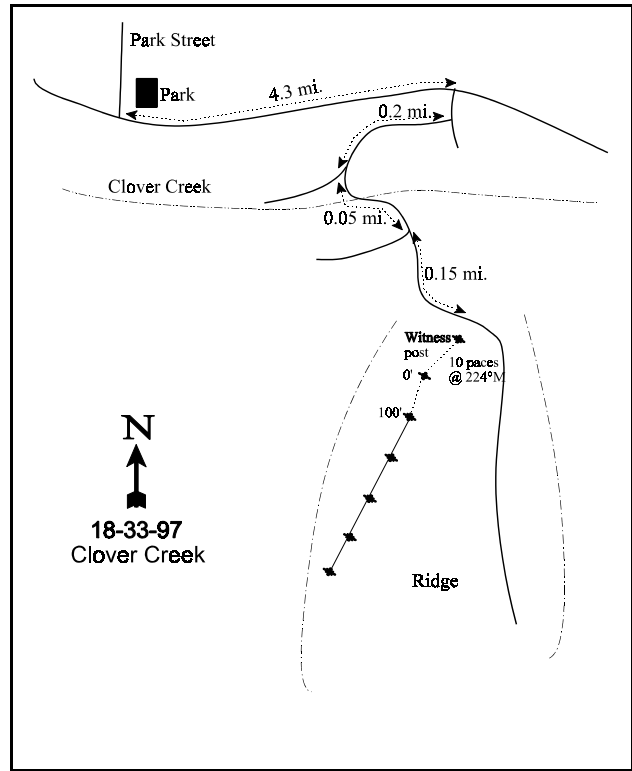 Park Street
Park
4.3 mi.
0.2 mi.
Clover Creek
0.05 mi.
0.15 mi.
Witness
post
10 paces
@ 224°M
0'
100'
N
18-33-97
Clover Creek
Ridge